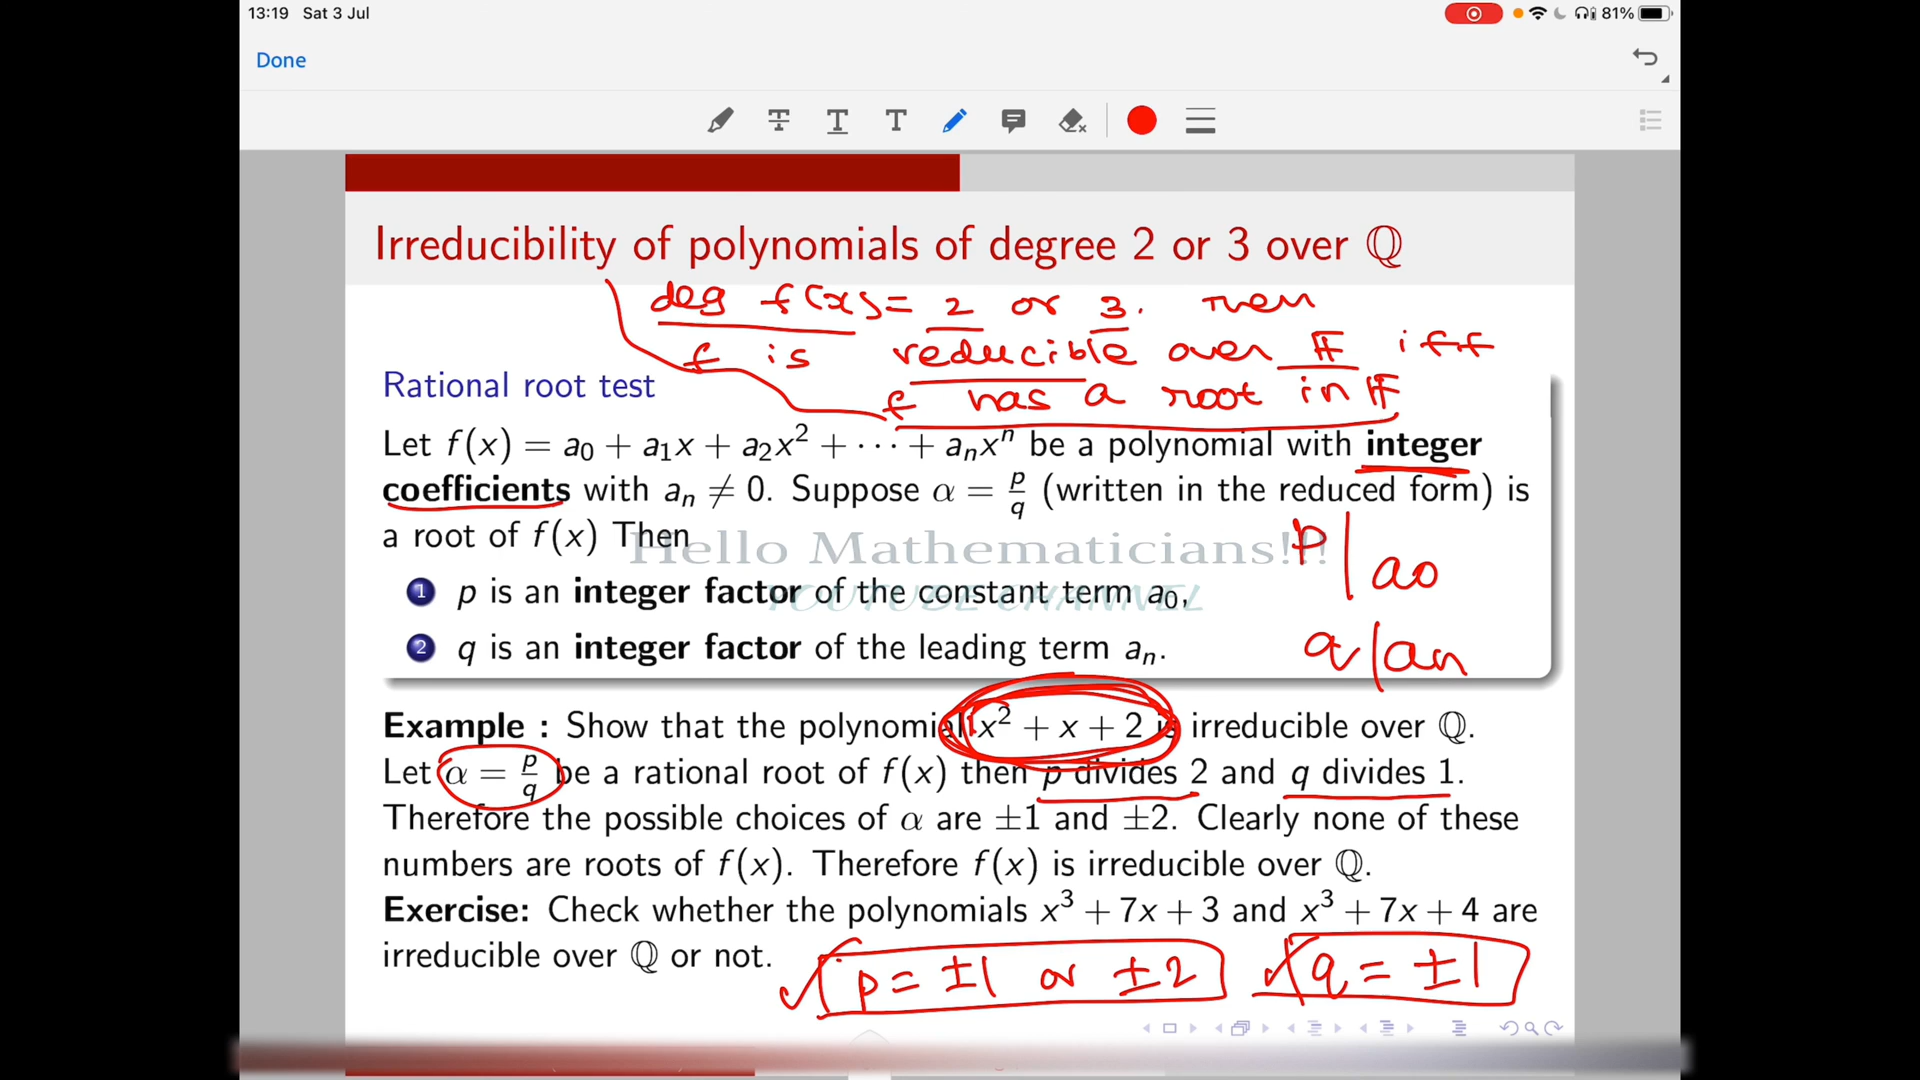 13:19 Sat 3 Jul
81%
Done
Irreducibility of polynomials of degree 2 or 3 over ℚ
deg f(x) = 2 or 3. Then
f is reducible over 𝔽 iff
f has a root in 𝔽
Rational root test
Let f(x) = a₀ + a₁x + a₂x² + ⋯ + aₙxⁿ be a polynomial with integer
coefficients with aₙ ≠ 0. Suppose α = p/q (written in the reduced form) is
a root of f(x) Then
Hello Mathematicians!!!
YOUTUBE CHANNEL
p | a₀
1 p is an integer factor of the constant term a₀,
2 q is an integer factor of the leading term aₙ.
q | aₙ
Example : Show that the polynomial x² + x + 2 is irreducible over ℚ.
Let α = p/q be a rational root of f(x) then p divides 2 and q divides 1.
Therefore the possible choices of α are ±1 and ±2. Clearly none of these
numbers are roots of f(x). Therefore f(x) is irreducible over ℚ.
Exercise: Check whether the polynomials x³ + 7x + 3 and x³ + 7x + 4 are
irreducible over ℚ or not.
p = ±1 or ±2 q = ±1